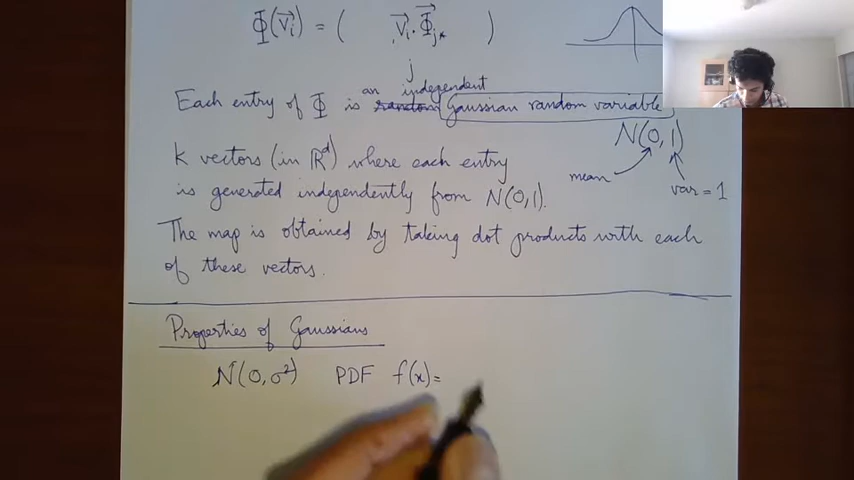 Φ(v⃗ᵢ) = ( v⃗ᵢ·Φ⃗ⱼ* )
j
an independent
Each entry of Φ is random Gaussian random variable
N(0,1)
mean
var = 1
k vectors (in ℝᵈ) where each entry
is generated independently from N(0,1).
The map is obtained by taking dot products with each
of these vectors.
Properties of Gaussians
N(0,σ²) PDF f(x)=